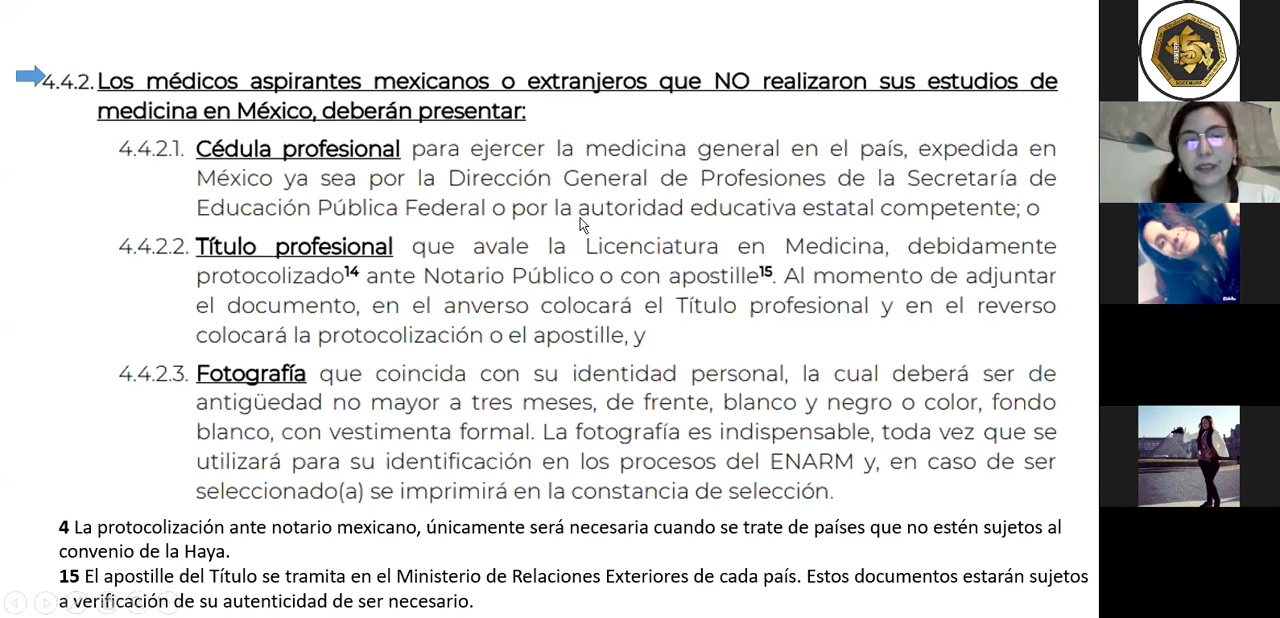 4.4.2. Los médicos aspirantes mexicanos o extranjeros que NO realizaron sus estudios de
medicina en México, deberán presentar:
4.4.2.1. Cédula profesional para ejercer la medicina general en el país, expedida en
México ya sea por la Dirección General de Profesiones de la Secretaría de
Educación Pública Federal o por la autoridad educativa estatal competente; o
4.4.2.2. Título profesional que avale la Licenciatura en Medicina, debidamente
protocolizado14 ante Notario Público o con apostille15. Al momento de adjuntar
el documento, en el anverso colocará el Título profesional y en el reverso
colocará la protocolización o el apostille, y
4.4.2.3. Fotografía que coincida con su identidad personal, la cual deberá ser de
antigüedad no mayor a tres meses, de frente, blanco y negro o color, fondo
blanco, con vestimenta formal. La fotografía es indispensable, toda vez que se
utilizará para su identificación en los procesos del ENARM y, en caso de ser
seleccionado(a) se imprimirá en la constancia de selección.
4 La protocolización ante notario mexicano, únicamente será necesaria cuando se trate de países que no estén sujetos al
convenio de la Haya.
15 El apostille del Título se tramita en el Ministerio de Relaciones Exteriores de cada país. Estos documentos estarán sujetos
a verificación de su autenticidad de ser necesario.